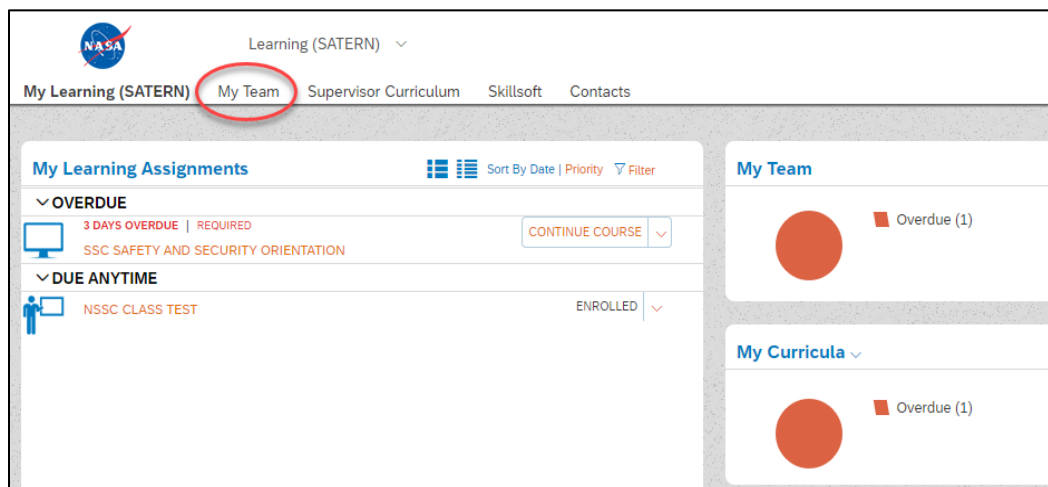 NASA
Learning (SATERN)
My Learning (SATERN) My Team Supervisor Curriculum Skillsoft Contacts
My Learning Assignments Sort By Date | Priority Filter
OVERDUE
3 DAYS OVERDUE | REQUIRED
SSC SAFETY AND SECURITY ORIENTATION
CONTINUE COURSE
DUE ANYTIME
NSSC CLASS TEST
ENROLLED
My Team
Overdue (1)
My Curricula
Overdue (1)